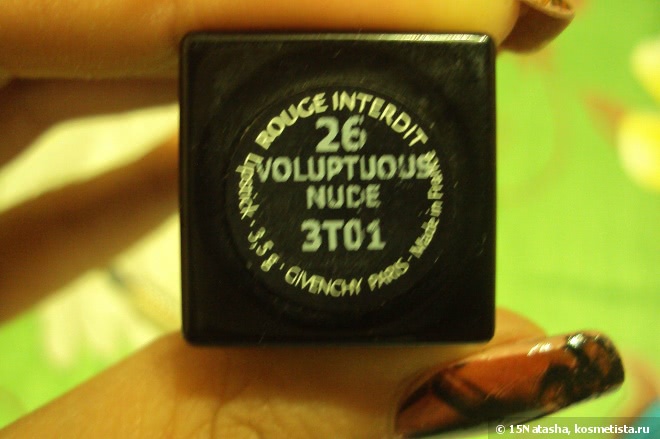 ROUGE INTERDIT
26
VOLUPTUOUS
NUDE
3T01
Lipstick · 3,5 g · GIVENCHY PARIS · Made in France
© 15Natasha, kosmetista.ru